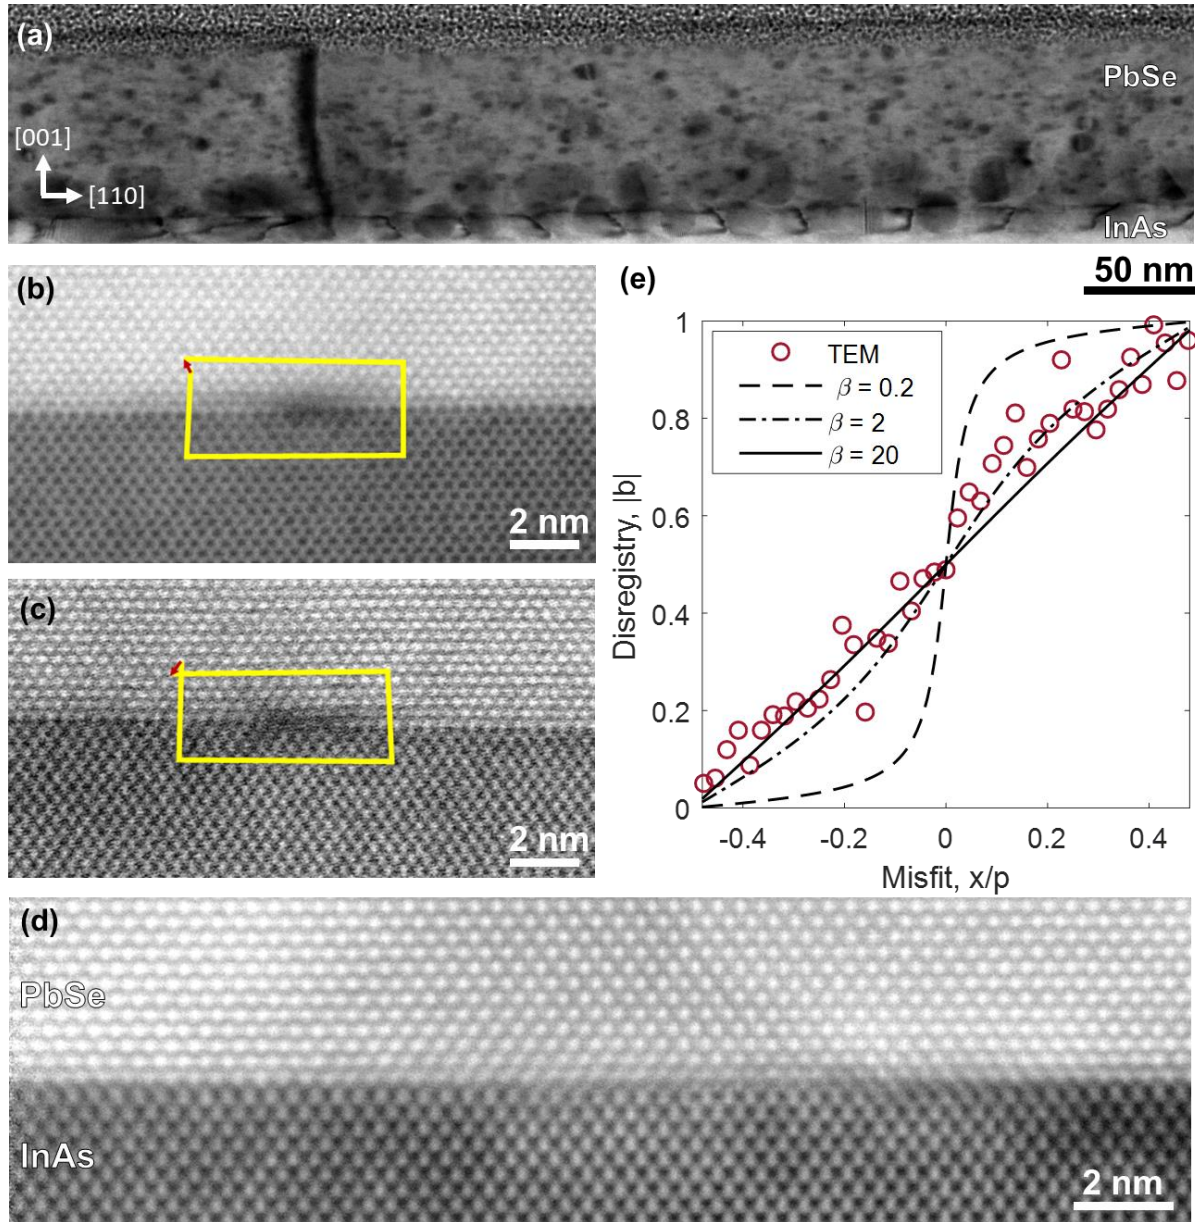 (a)
PbSe
[001]
[110]
InAs
50 nm
(b)
2 nm
(c)
2 nm
(e)
1
0.8
0.6
0.4
0.2
0
Disregistry, |b|
TEM
β = 0.2
β = 2
β = 20
-0.4
-0.2
0
0.2
0.4
Misfit, x/p
(d)
PbSe
InAs
2 nm